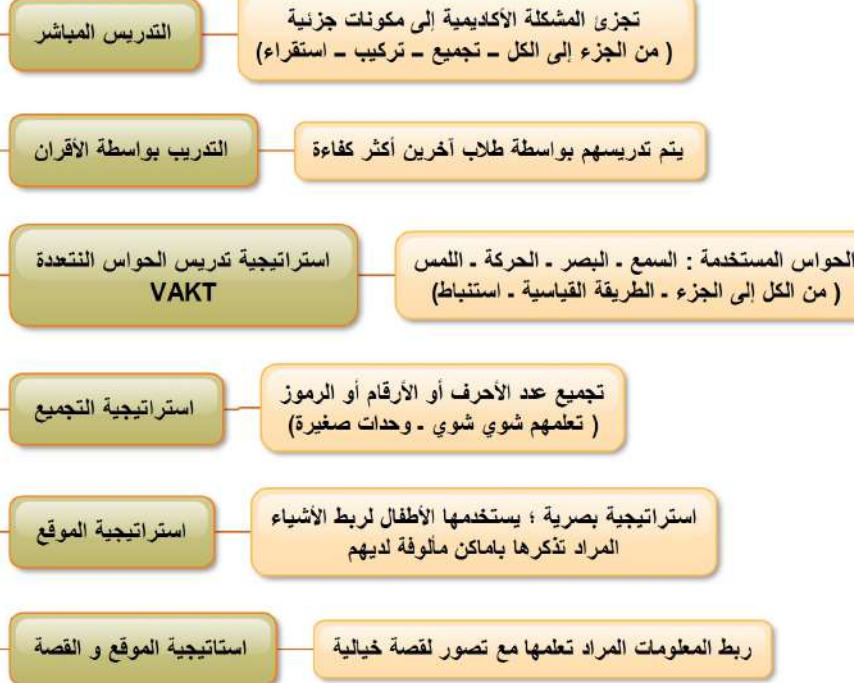 التدريس المباشر
تجزئ المشكلة الأكاديمية إلى مكونات جزئية
( من الجزء إلى الكل – تجميع – تركيب – استقراء)
التدريب بواسطة الأقران
يتم تدريسهم بواسطة طلاب آخرين أكثر كفاءة
استراتيجية تدريس الحواس النتعددة
VAKT
الحواس المستخدمة : السمع - البصر - الحركة - اللمس
( من الكل إلى الجزء - الطريقة القياسية - استنباط)
استراتيجية التجميع
تجميع عدد الأحرف أو الأرقام أو الرموز
( تعلمهم شوي شوي - وحدات صغيرة)
استراتيجية الموقع
استراتيجية بصرية ؛ يستخدمها الأطفال لربط الأشياء
المراد تذكرها باماكن مألوفة لديهم
استاتيجية الموقع و القصة
ربط المعلومات المراد تعلمها مع تصور لقصة خيالية